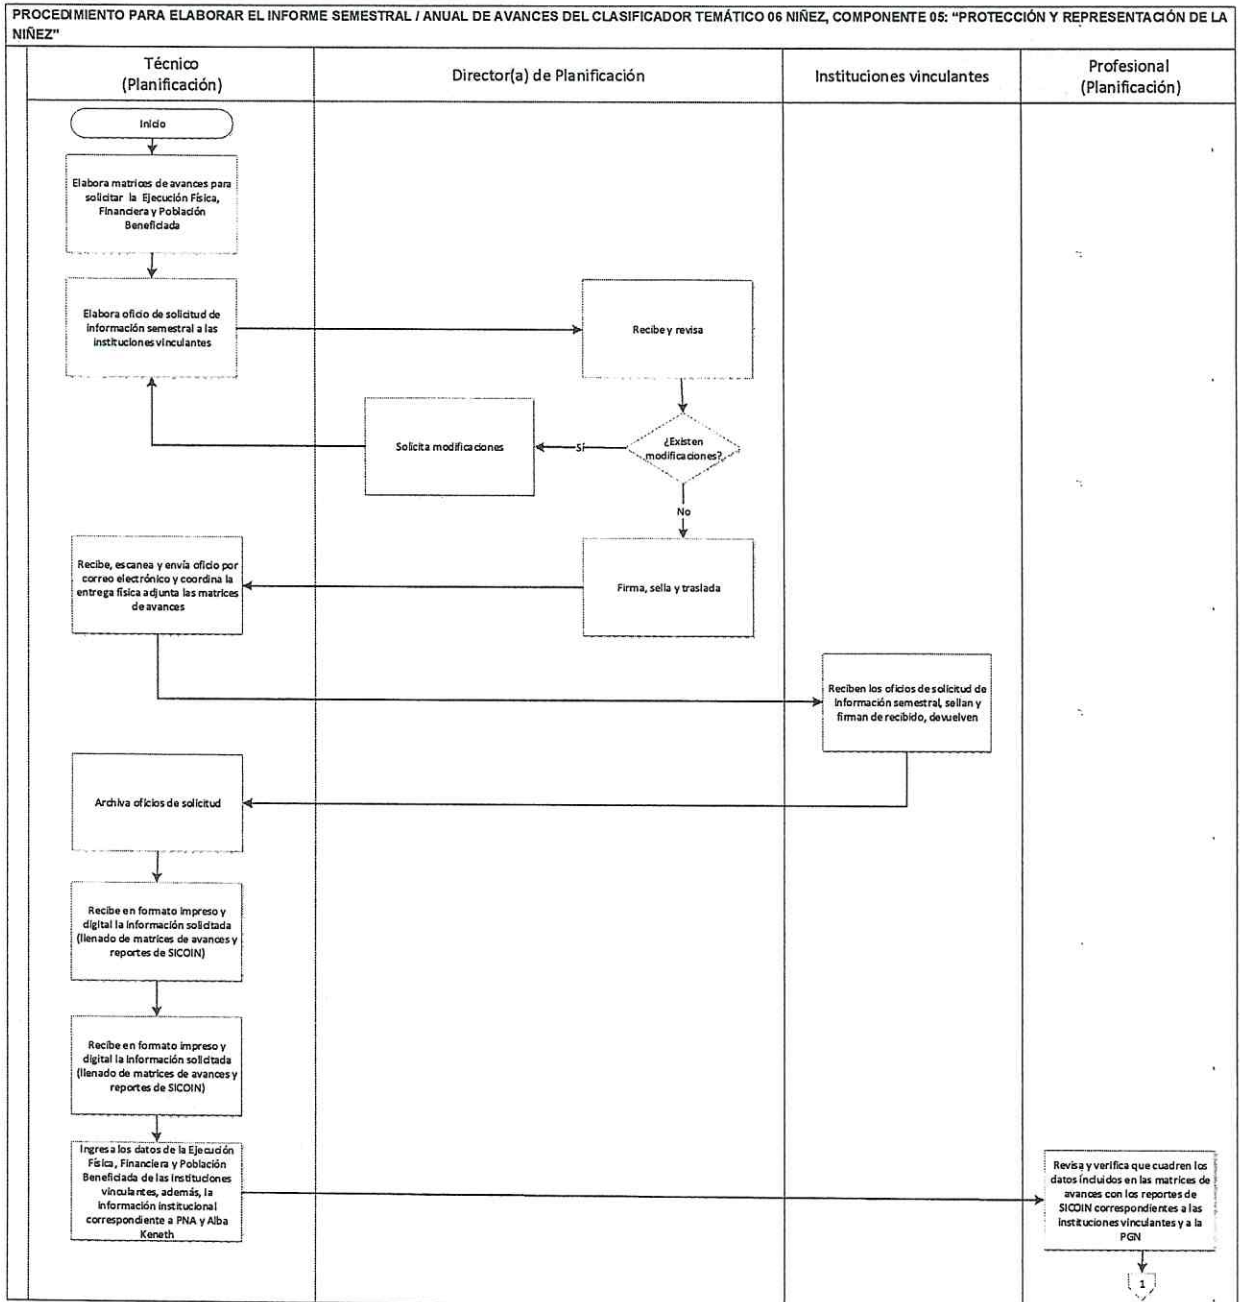 PROCEDIMIENTO PARA ELABORAR EL INFORME SEMESTRAL / ANUAL DE AVANCES DEL CLASIFICADOR TEMÁTICO 06 NIÑEZ, COMPONENTE 05: “PROTECCIÓN Y REPRESENTACIÓN DE LA
NIÑEZ”
Técnico
(Planificación)
Director(a) de Planificación
Instituciones vinculantes
Profesional
(Planificación)
Inicio
Elabora matrices de avances para
solicitar la Ejecución Física,
Financiera y Población
Beneficiada
Elabora oficio de solicitud de
información semestral a las
instituciones vinculantes
Recibe y revisa
¿Existen
modificaciones?
Sí
Solicita modificaciones
No
Firma, sella y traslada
Recibe, escanea y envía oficio por
correo electrónico y coordina la
entrega física adjunta las matrices
de avances
Reciben los oficios de solicitud de
información semestral, sellan y
firman de recibido, devuelven
Archiva oficios de solicitud
Recibe en formato impreso y
digital la información solicitada
(llenado de matrices de avances y
reportes de SICOIN)
Recibe en formato impreso y
digital la información solicitada
(llenado de matrices de avances y
reportes de SICOIN)
Ingresa los datos de la Ejecución
Física, Financiera y Población
Beneficiada de las instituciones
vinculantes, además, la
información institucional
correspondiente a PNA y Alba
Keneth
Revisa y verifica que cuadren los
datos incluidos en las matrices de
avances con los reportes de
SICOIN correspondientes a las
instituciones vinculantes y a la
PGN
1